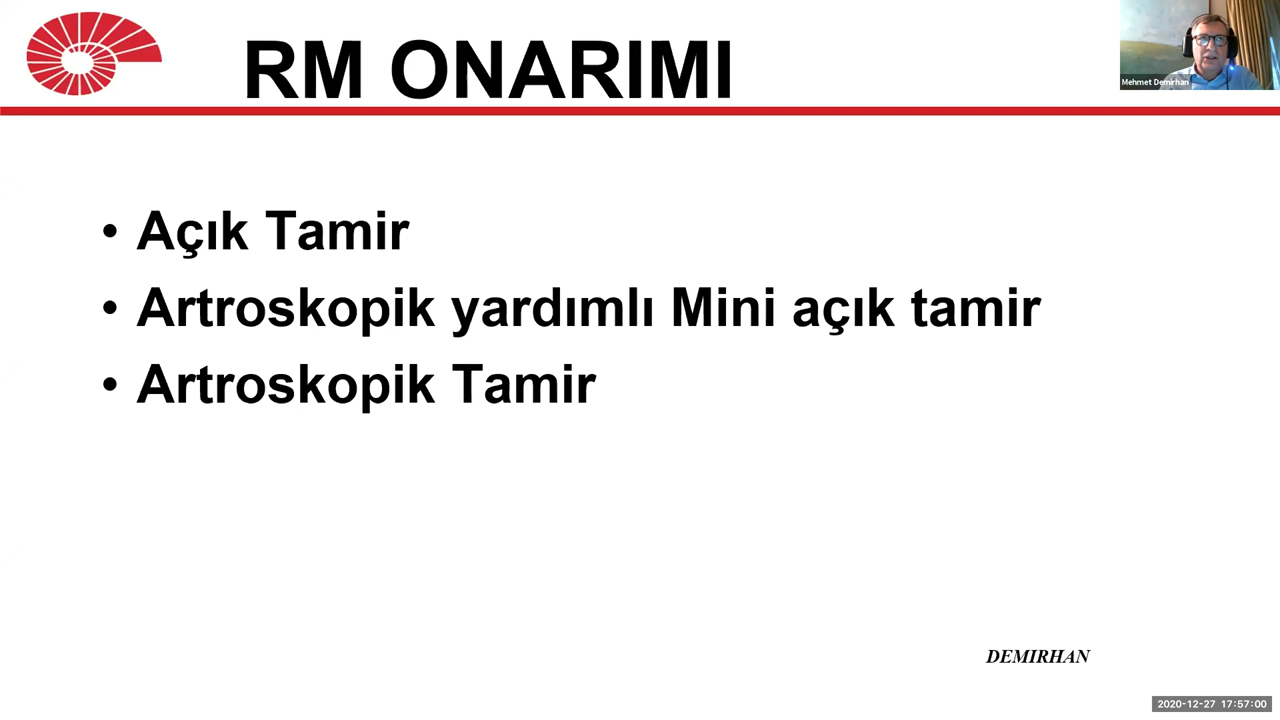 RM ONARIMI
Mehmet Demirhan
• Açık Tamir
• Artroskopik yardımlı Mini açık tamir
• Artroskopik Tamir
DEMIRHAN
2020-12-27 17:57:00